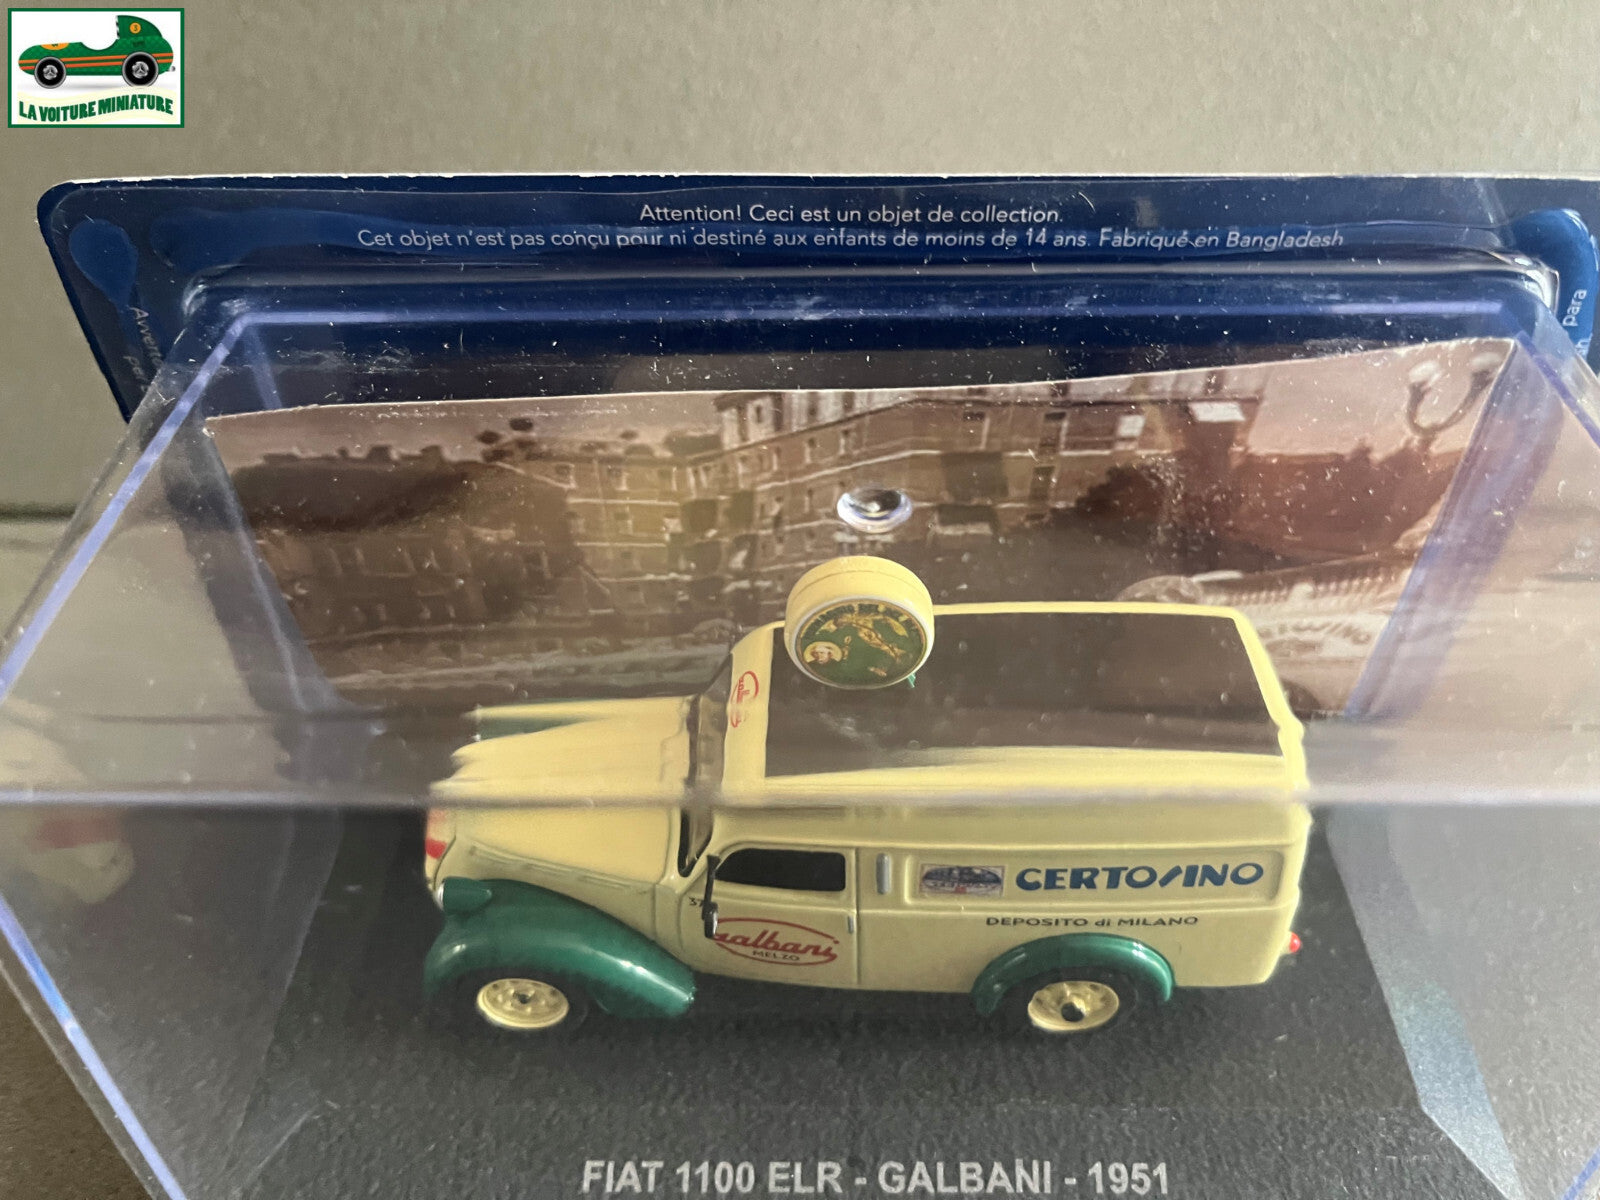 LA VOITURE MINIATURE
Attention! Ceci est un objet de collection.
Cet objet n'est pas conçu pour ni destiné aux enfants de moins de 14 ans. Fabriqué en Bangladesh
para
Galbani
CERTOSINO
DEPOSITO di MILANO
Galbani
MELZO
FIAT 1100 ELR - GALBANI - 1951